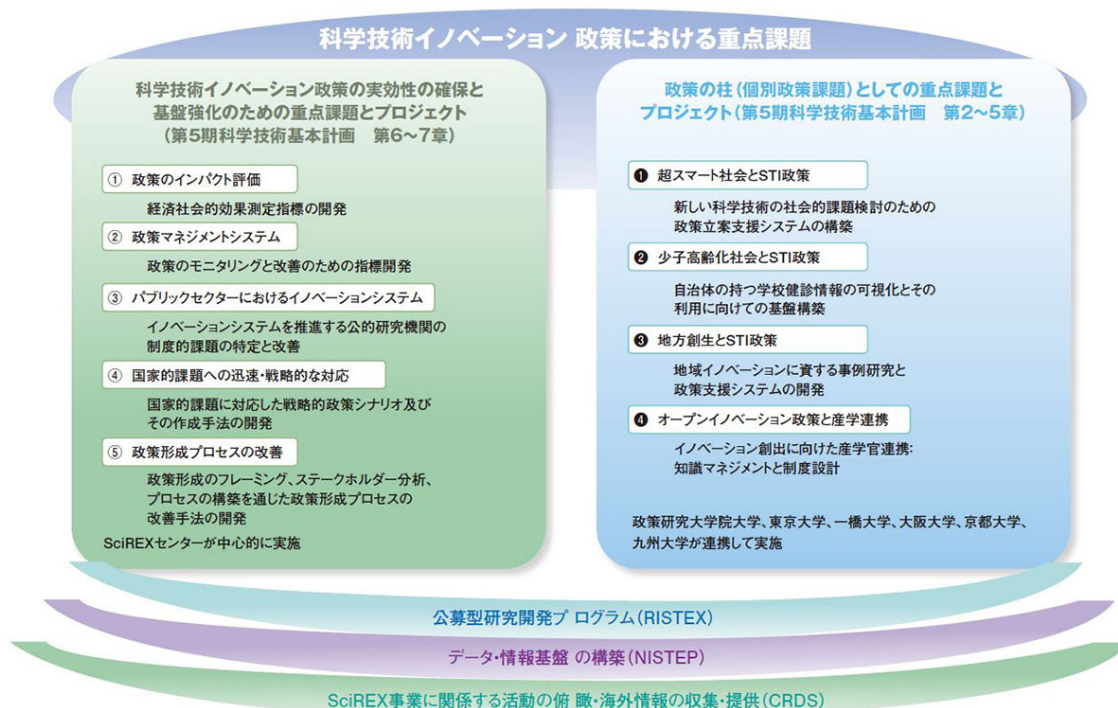 科学技術イノベーション 政策における重点課題
科学技術イノベーション政策の実効性の確保と
基盤強化のための重点課題とプロジェクト
(第5期科学技術基本計画　第6〜7章)
① 政策のインパクト評価
経済社会的効果測定指標の開発
② 政策マネジメントシステム
政策のモニタリングと改善のための指標開発
③ パブリックセクターにおけるイノベーションシステム
イノベーションシステムを推進する公的研究機関の
制度的課題の特定と改善
④ 国家的課題への迅速・戦略的な対応
国家的課題に対応した戦略的政策シナリオ及び
その作成手法の開発
⑤ 政策形成プロセスの改善
政策形成のフレーミング、ステークホルダー分析、
プロセスの構築を通じた政策形成プロセスの
改善手法の開発
SciREXセンターが中心的に実施
政策の柱(個別政策課題)としての重点課題と
プロジェクト(第5期科学技術基本計画　第2〜5章)
❶ 超スマート社会とSTI政策
新しい科学技術の社会的課題検討のための
政策立案支援システムの構築
❷ 少子高齢化社会とSTI政策
自治体の持つ学校健診情報の可視化とその
利用に向けての基盤構築
❸ 地方創生とSTI政策
地域イノベーションに資する事例研究と
政策支援システムの開発
❹ オープンイノベーション政策と産学連携
イノベーション創出に向けた産学官連携:
知識マネジメントと制度設計
政策研究大学院大学、東京大学、一橋大学、大阪大学、京都大学、
九州大学が連携して実施
公募型研究開発プ ログラム(RISTEX)
データ・情報基盤 の構築(NISTEP)
SciREX事業に関係する活動の俯 瞰・海外情報の収集・提供(CRDS)